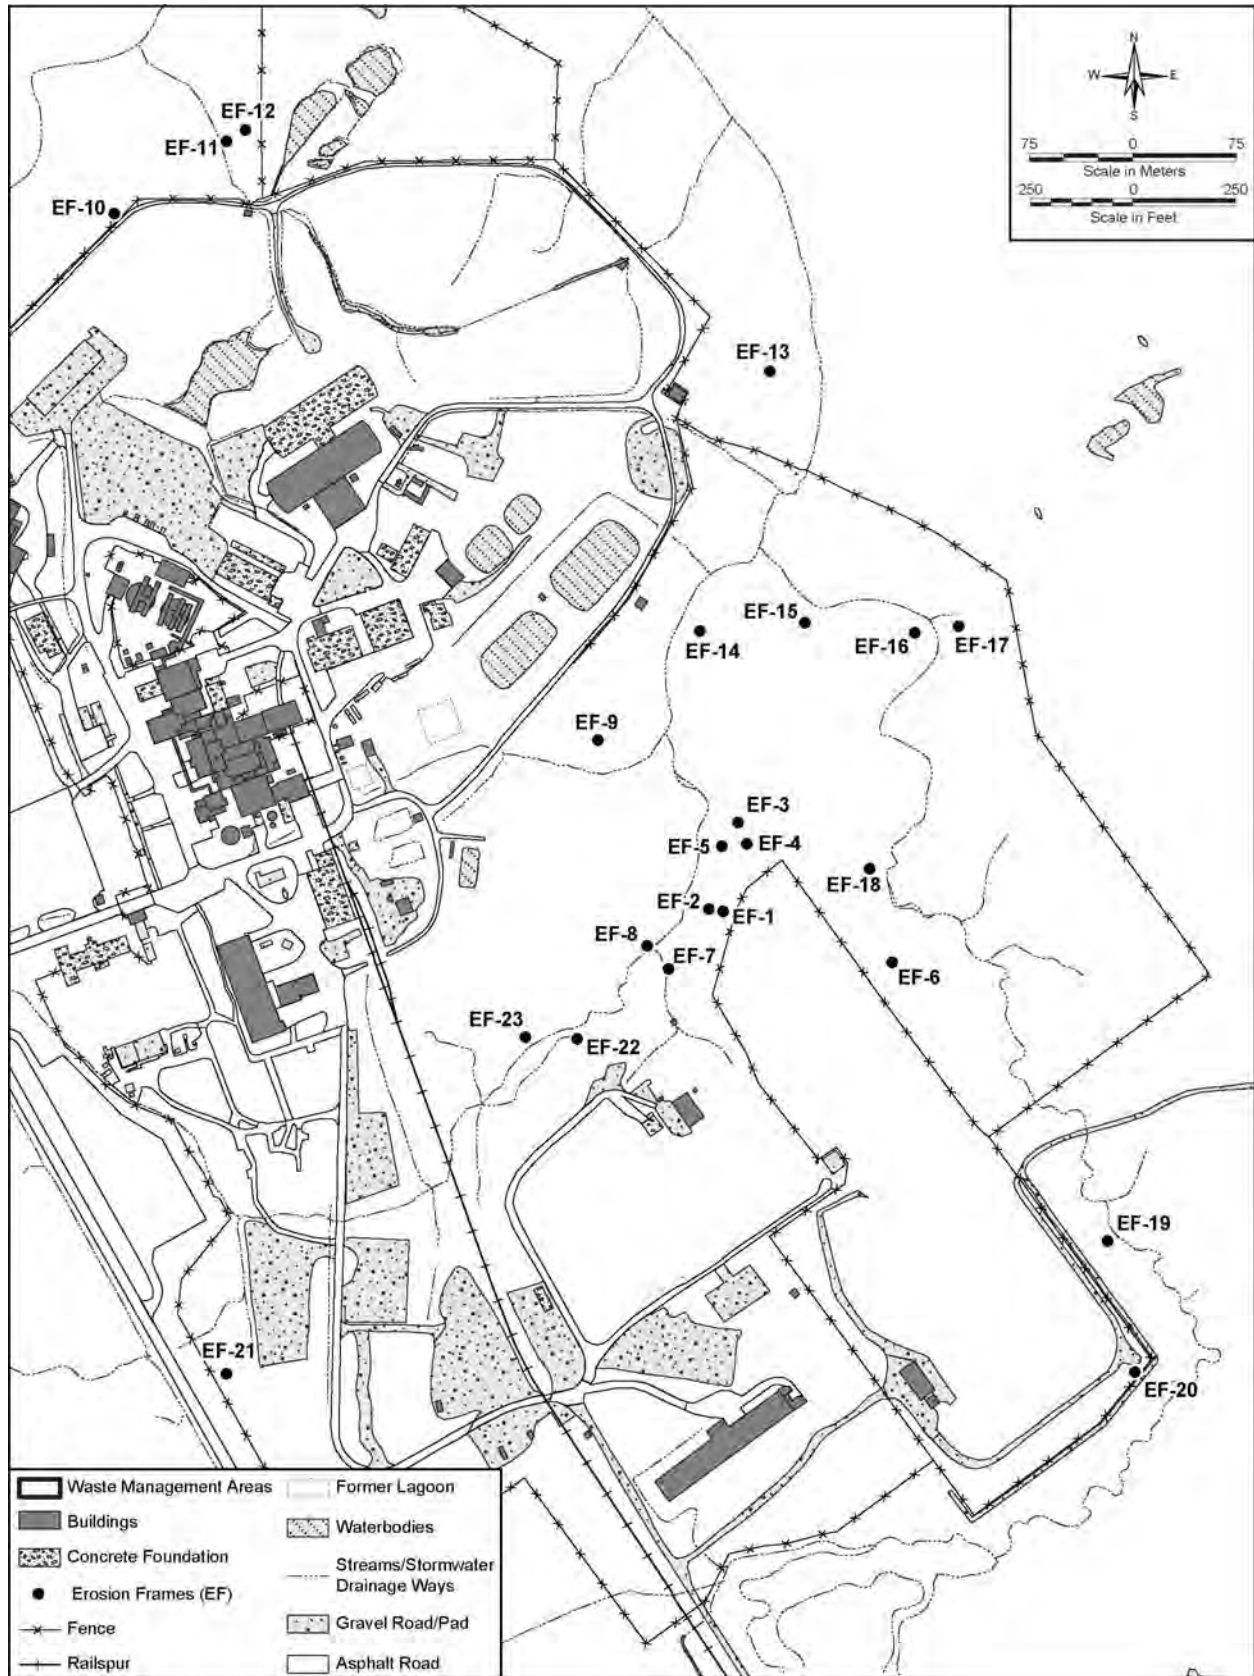 N
W E
S
75 0 75
Scale in Meters
250 0 250
Scale in Feet
EF-12
EF-11
EF-10
EF-13
EF-15
EF-14
EF-16
EF-17
EF-9
EF-3
EF-5
EF-4
EF-18
EF-2
EF-1
EF-8
EF-7
EF-6
EF-23
EF-22
EF-19
EF-21
EF-20
Waste Management Areas
Buildings
Concrete Foundation
Erosion Frames (EF)
Fence
Railspur
Former Lagoon
Waterbodies
Streams/Stormwater
Drainage Ways
Gravel Road/Pad
Asphalt Road